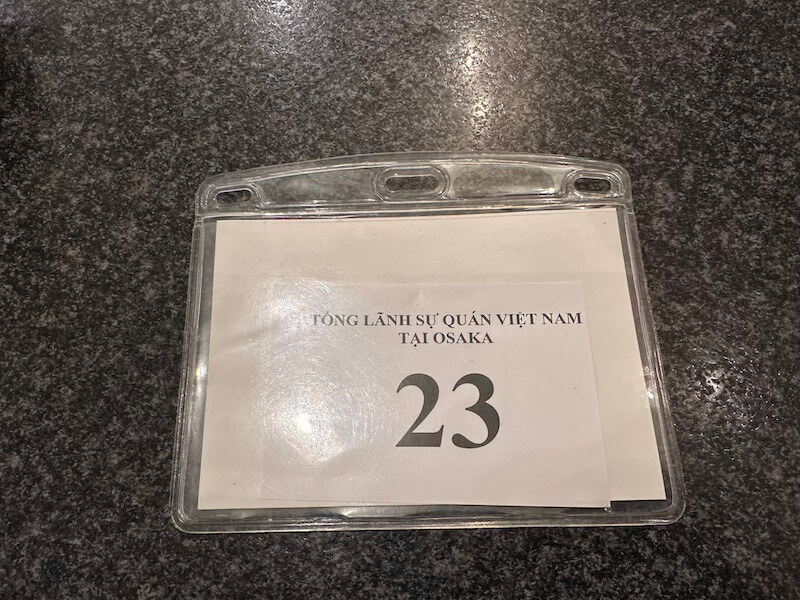 TỔNG LÃNH SỰ QUÁN VIỆT NAM
TẠI OSAKA
23